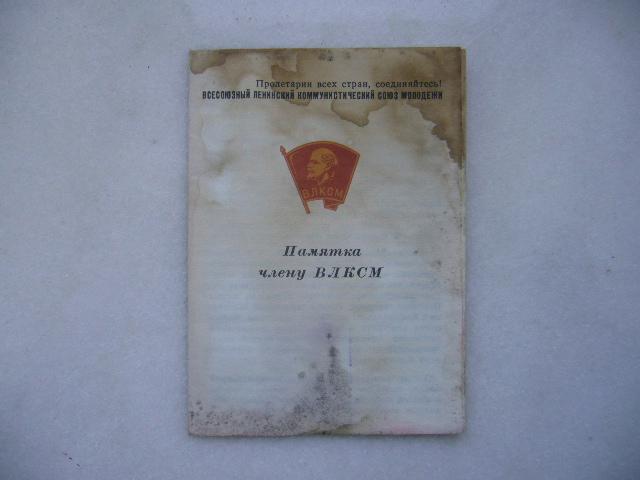 Пролетарии всех стран, соединяйтесь!
ВСЕСОЮЗНЫЙ ЛЕНИНСКИЙ КОММУНИСТИЧЕСКИЙ СОЮЗ МОЛОДЕЖИ
ВЛКСМ
Памятка
члену ВЛКСМ